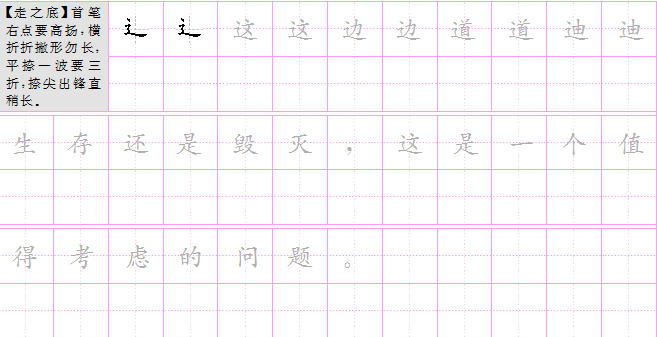 【走之底】首笔
右点要高扬，横
折折撇形勿长，
平捺一波要三
折，捺尖出锋直
稍长．
辶 辶 这 这 边 边 道 道 迪 迪
生 存 还 是 毁 灭 ， 这 是 一 个 值
得 考 虑 的 问 题 。